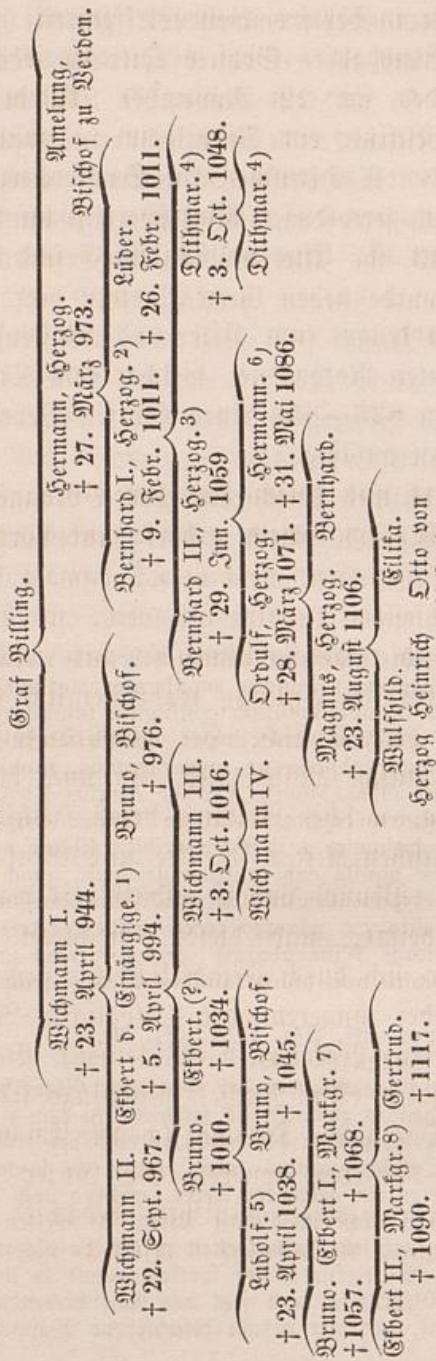 Graf Billing.
Wichmann I. Hermann, Herzog. Amelung,
† 23. April 944. † 27. März 973. Bischof zu Verden.
Wichmann II. Ekbert d. Einäugige.¹) Bruno, Bischof. Bernhard I., Herzog.²) Lüder.
† 22. Sept. 967. † 5. April 994. † 976. † 9. Febr. 1011. † 26. Febr. 1011.
Bruno. Ekbert.(?) Wichmann III. Bernhard II., Herzog.³) Dithmar.⁴)
† 1010. † 1034. † 3. Oct. 1016. † 29. Jun 1059 † 3. Oct. 1048.
Ludolf.⁵) Bruno, Bischof. Wichmann IV. Ordulf, Herzog. Hermann.⁶) Dithmar.⁴)
† 23. April 1038. † 1045. † 28. März 1071. † 31. Mai 1086.
Bruno. Ekbert I., Markgr.⁷) Magnus, Herzog. Bernhard.
† 1057. † 1068. † 23. August 1106.
Ekbert II., Markgr.⁸) Gertrud. Wulfhild. Eilika.
† 1090. † 1117. Herzog Heinrich Otto von